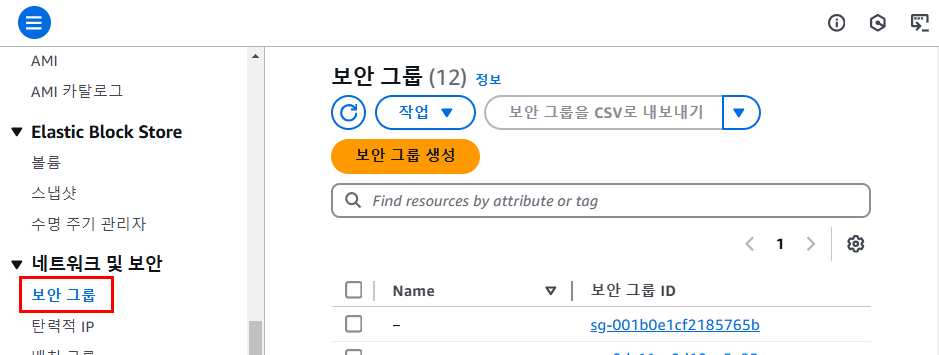 AMI
AMI 카탈로그
Elastic Block Store
볼륨
스냅샷
수명 주기 관리자
네트워크 및 보안
보안 그룹
탄력적 IP
보안 그룹 (12) 정보
작업
보안 그룹을 CSV로 내보내기
보안 그룹 생성
Find resources by attribute or tag
1
Name
보안 그룹 ID
–
sg-001b0e1cf2185765b